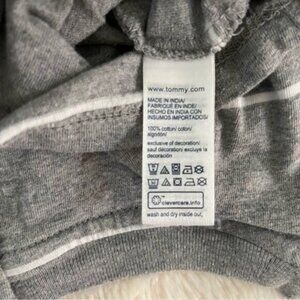 www.tommy.com
MADE IN INDIA/
FABRIQUÉ EN INDE/
HECHO EN INDIA CON
INSUMOS IMPORTADOS/
100% cotton/ coton/
algodón/
exclusive of decoration/
sauf décoration/ excluye la
decoración
clevercare.info
wash and dry inside out,